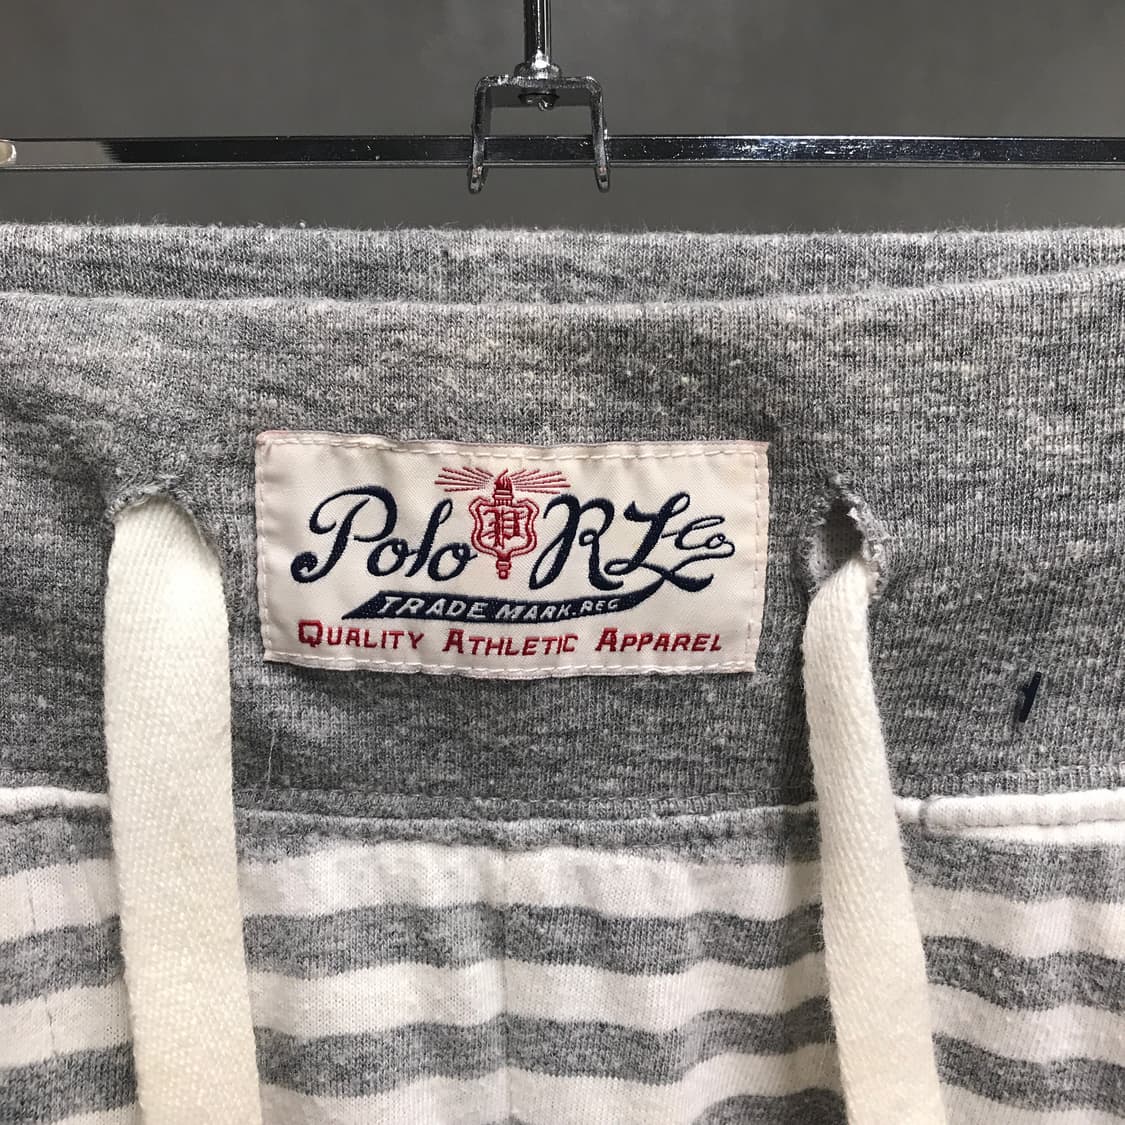 Polo P RL Co
TRADE MARK.REG
QUALITY ATHLETIC APPAREL